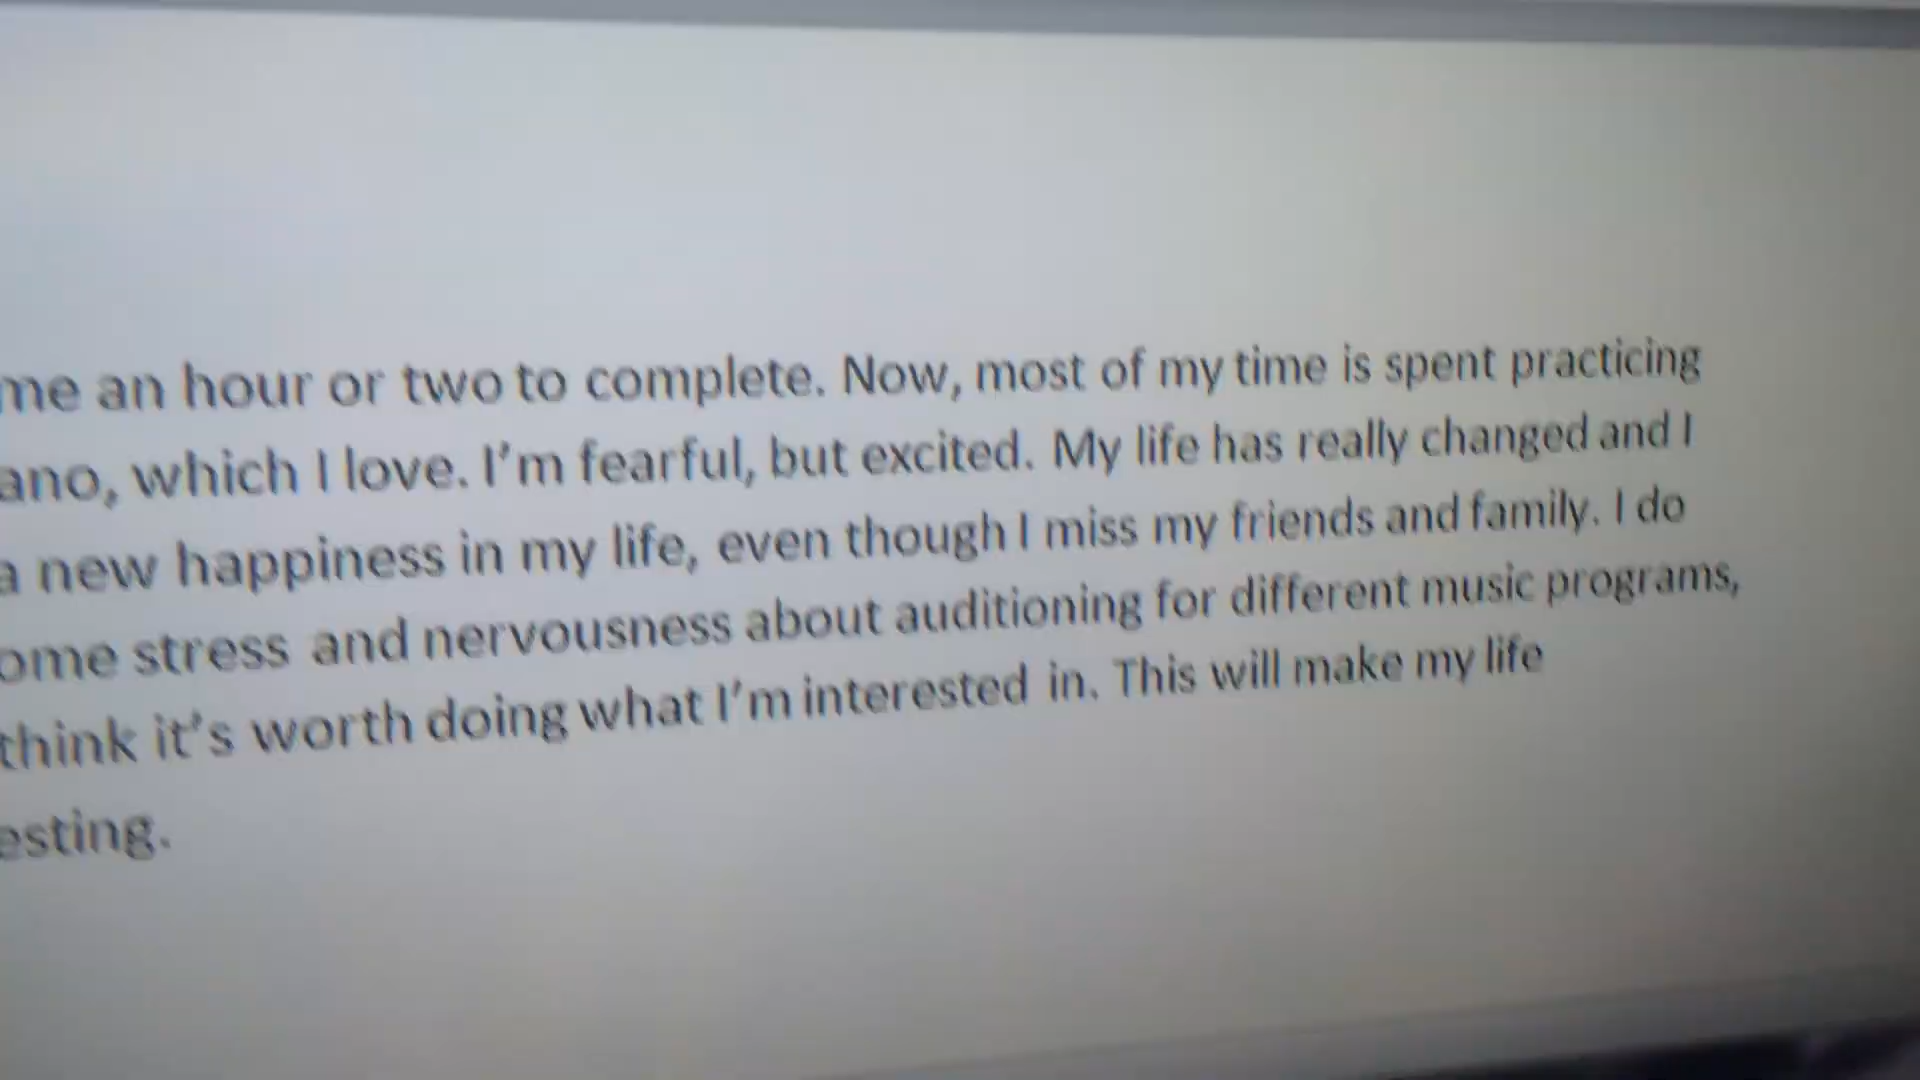 me an hour or two to complete. Now, most of my time is spent practicing
ano, which I love. I'm fearful, but excited. My life has really changed and I
a new happiness in my life, even though I miss my friends and family. I do
ome stress and nervousness about auditioning for different music programs,
think it's worth doing what I'm interested in. This will make my life
esting.